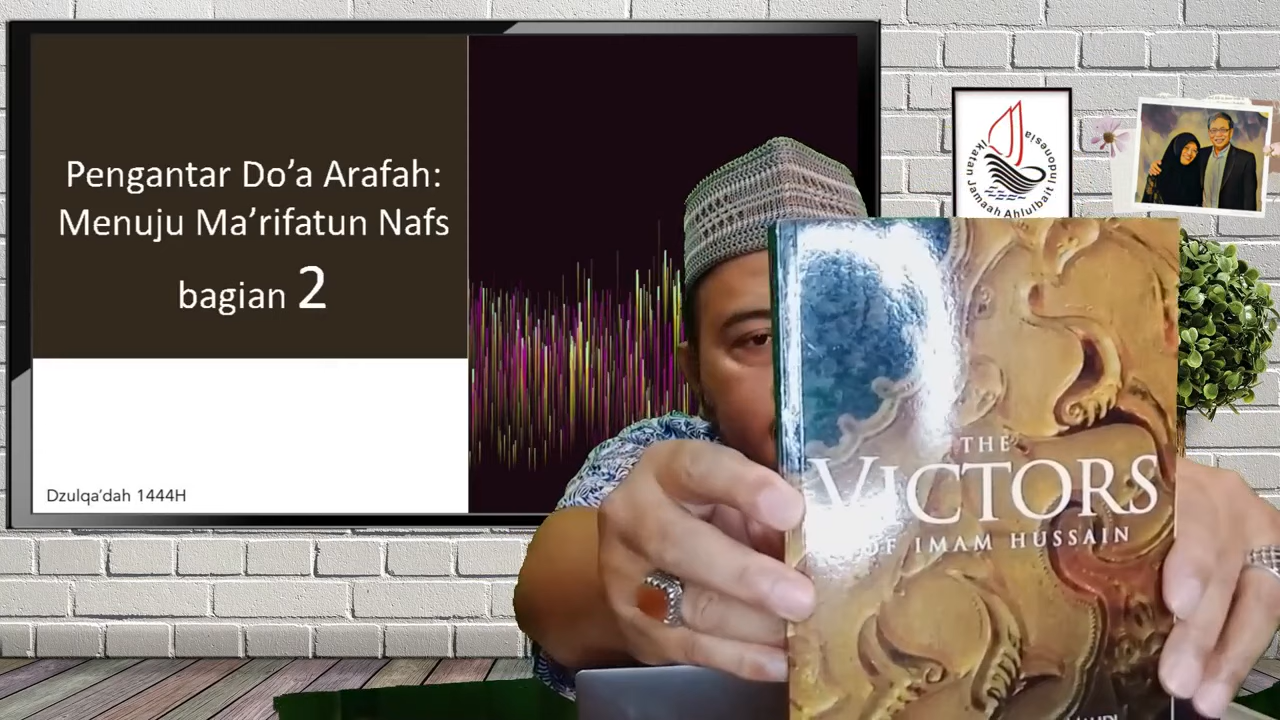 Pengantar Do'a Arafah:
Menuju Ma'rifatun Nafs
bagian 2
Dzulqa'dah 1444H
Ikatan Jamaah Ahlulbait Indonesia
THE
VICTORS
OF IMAM HUSSAIN